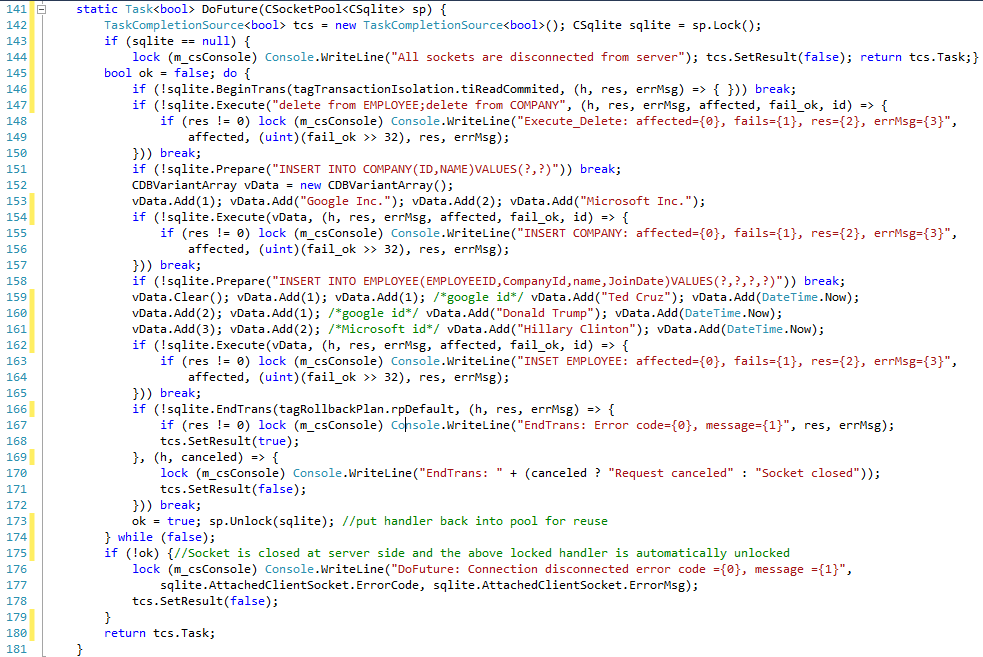 141 static Task<bool> DoFuture(CSocketPool<CSqlite> sp) {
142 TaskCompletionSource<bool> tcs = new TaskCompletionSource<bool>(); CSqlite sqlite = sp.Lock();
143 if (sqlite == null) {
144 lock (m_csConsole) Console.WriteLine("All sockets are disconnected from server"); tcs.SetResult(false); return tcs.Task;}
145 bool ok = false; do {
146 if (!sqlite.BeginTrans(tagTransactionIsolation.tiReadCommited, (h, res, errMsg) => { })) break;
147 if (!sqlite.Execute("delete from EMPLOYEE;delete from COMPANY", (h, res, errMsg, affected, fail_ok, id) => {
148 if (res != 0) lock (m_csConsole) Console.WriteLine("Execute_Delete: affected={0}, fails={1}, res={2}, errMsg={3}",
149 affected, (uint)(fail_ok >> 32), res, errMsg);
150 })) break;
151 if (!sqlite.Prepare("INSERT INTO COMPANY(ID,NAME)VALUES(?,?)")) break;
152 CDBVariantArray vData = new CDBVariantArray();
153 vData.Add(1); vData.Add("Google Inc."); vData.Add(2); vData.Add("Microsoft Inc.");
154 if (!sqlite.Execute(vData, (h, res, errMsg, affected, fail_ok, id) => {
155 if (res != 0) lock (m_csConsole) Console.WriteLine("INSERT COMPANY: affected={0}, fails={1}, res={2}, errMsg={3}",
156 affected, (uint)(fail_ok >> 32), res, errMsg);
157 })) break;
158 if (!sqlite.Prepare("INSERT INTO EMPLOYEE(EMPLOYEEID,CompanyId,name,JoinDate)VALUES(?,?,?,?)")) break;
159 vData.Clear(); vData.Add(1); vData.Add(1); /*google id*/ vData.Add("Ted Cruz"); vData.Add(DateTime.Now);
160 vData.Add(2); vData.Add(1); /*google id*/ vData.Add("Donald Trump"); vData.Add(DateTime.Now);
161 vData.Add(3); vData.Add(2); /*Microsoft id*/ vData.Add("Hillary Clinton"); vData.Add(DateTime.Now);
162 if (!sqlite.Execute(vData, (h, res, errMsg, affected, fail_ok, id) => {
163 if (res != 0) lock (m_csConsole) Console.WriteLine("INSET EMPLOYEE: affected={0}, fails={1}, res={2}, errMsg={3}",
164 affected, (uint)(fail_ok >> 32), res, errMsg);
165 })) break;
166 if (!sqlite.EndTrans(tagRollbackPlan.rpDefault, (h, res, errMsg) => {
167 if (res != 0) lock (m_csConsole) Console.WriteLine("EndTrans: Error code={0}, message={1}", res, errMsg);
168 tcs.SetResult(true);
169 }, (h, canceled) => {
170 lock (m_csConsole) Console.WriteLine("EndTrans: " + (canceled ? "Request canceled" : "Socket closed"));
171 tcs.SetResult(false);
172 })) break;
173 ok = true; sp.Unlock(sqlite); //put handler back into pool for reuse
174 } while (false);
175 if (!ok) {//Socket is closed at server side and the above locked handler is automatically unlocked
176 lock (m_csConsole) Console.WriteLine("DoFuture: Connection disconnected error code ={0}, message ={1}",
177 sqlite.AttachedClientSocket.ErrorCode, sqlite.AttachedClientSocket.ErrorMsg);
178 tcs.SetResult(false);
179 }
180 return tcs.Task;
181 }